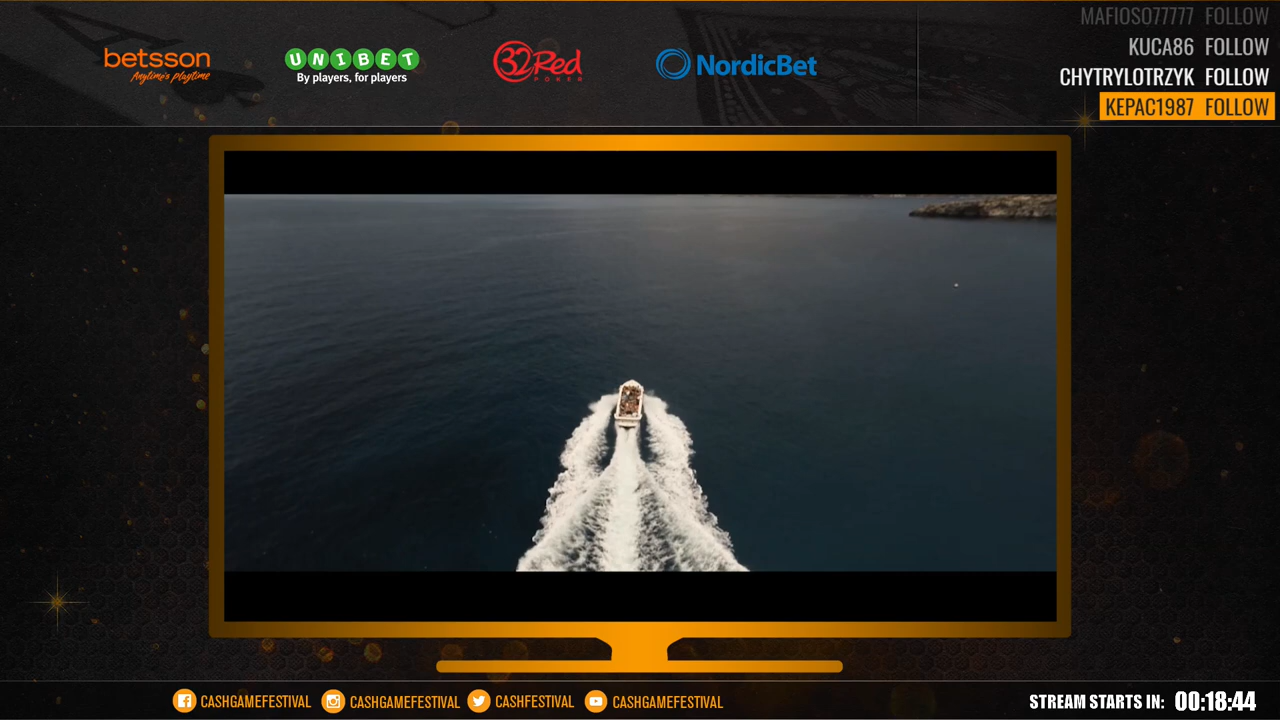 betsson
Anytime's playtime
UNIBET
By players, for players
32Red
POKER
NordicBet
MAFIOSO77777 FOLLOW
KUCA86 FOLLOW
CHYTRYLOTRZYK FOLLOW
KEPAC1987 FOLLOW
CASHGAMEFESTIVAL CASHGAMEFESTIVAL CASHFESTIVAL CASHGAMEFESTIVAL
STREAM STARTS IN: 00:18:44